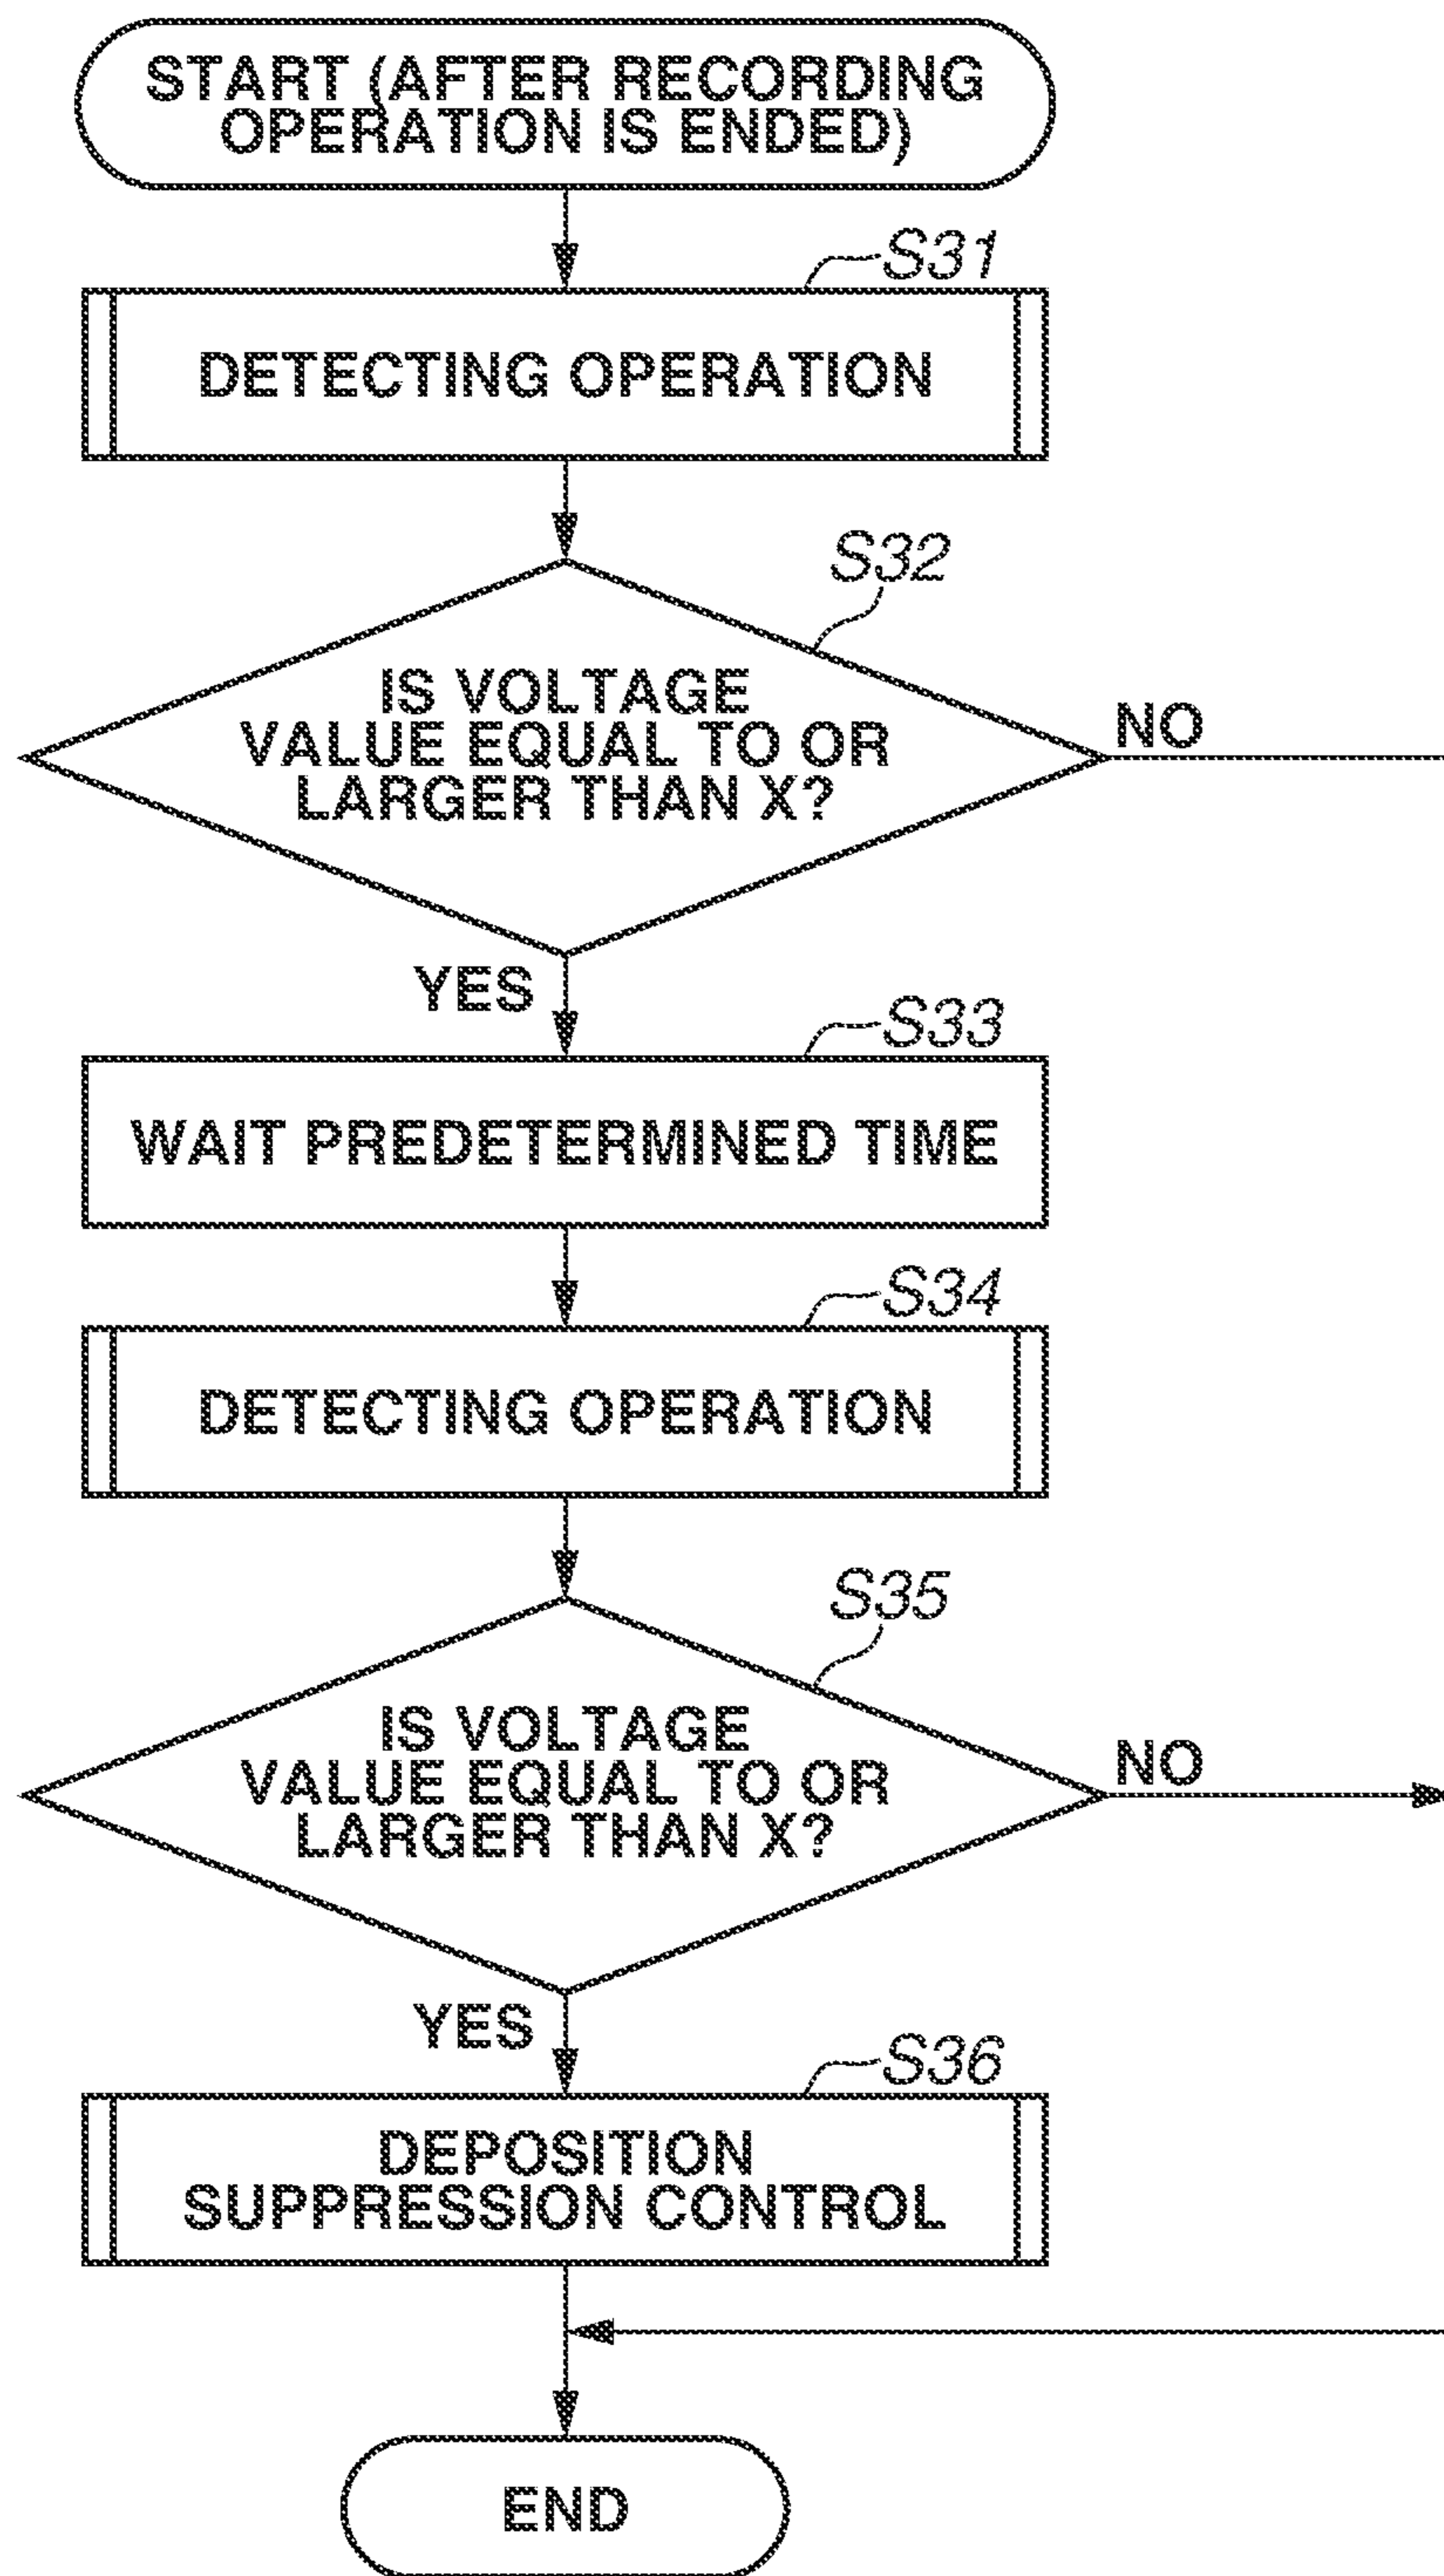 START (AFTER RECORDING
OPERATION IS ENDED)
S31
DETECTING OPERATION
S32
IS VOLTAGE
VALUE EQUAL TO OR
LARGER THAN X?
NO
YES
S33
WAIT PREDETERMINED TIME
S34
DETECTING OPERATION
S35
IS VOLTAGE
VALUE EQUAL TO OR
LARGER THAN X?
NO
YES
S36
DEPOSITION
SUPPRESSION CONTROL
END